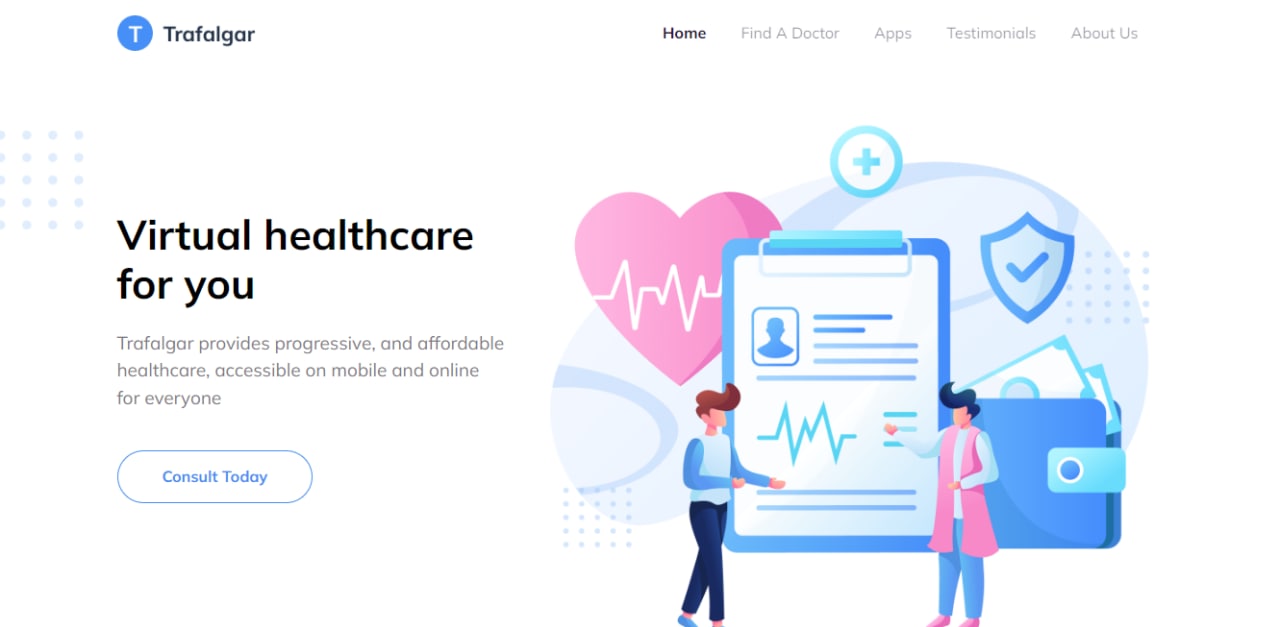 T Trafalgar
Home Find A Doctor Apps Testimonials About Us
Virtual healthcare
for you
Trafalgar provides progressive, and affordable
healthcare, accessible on mobile and online
for everyone
Consult Today